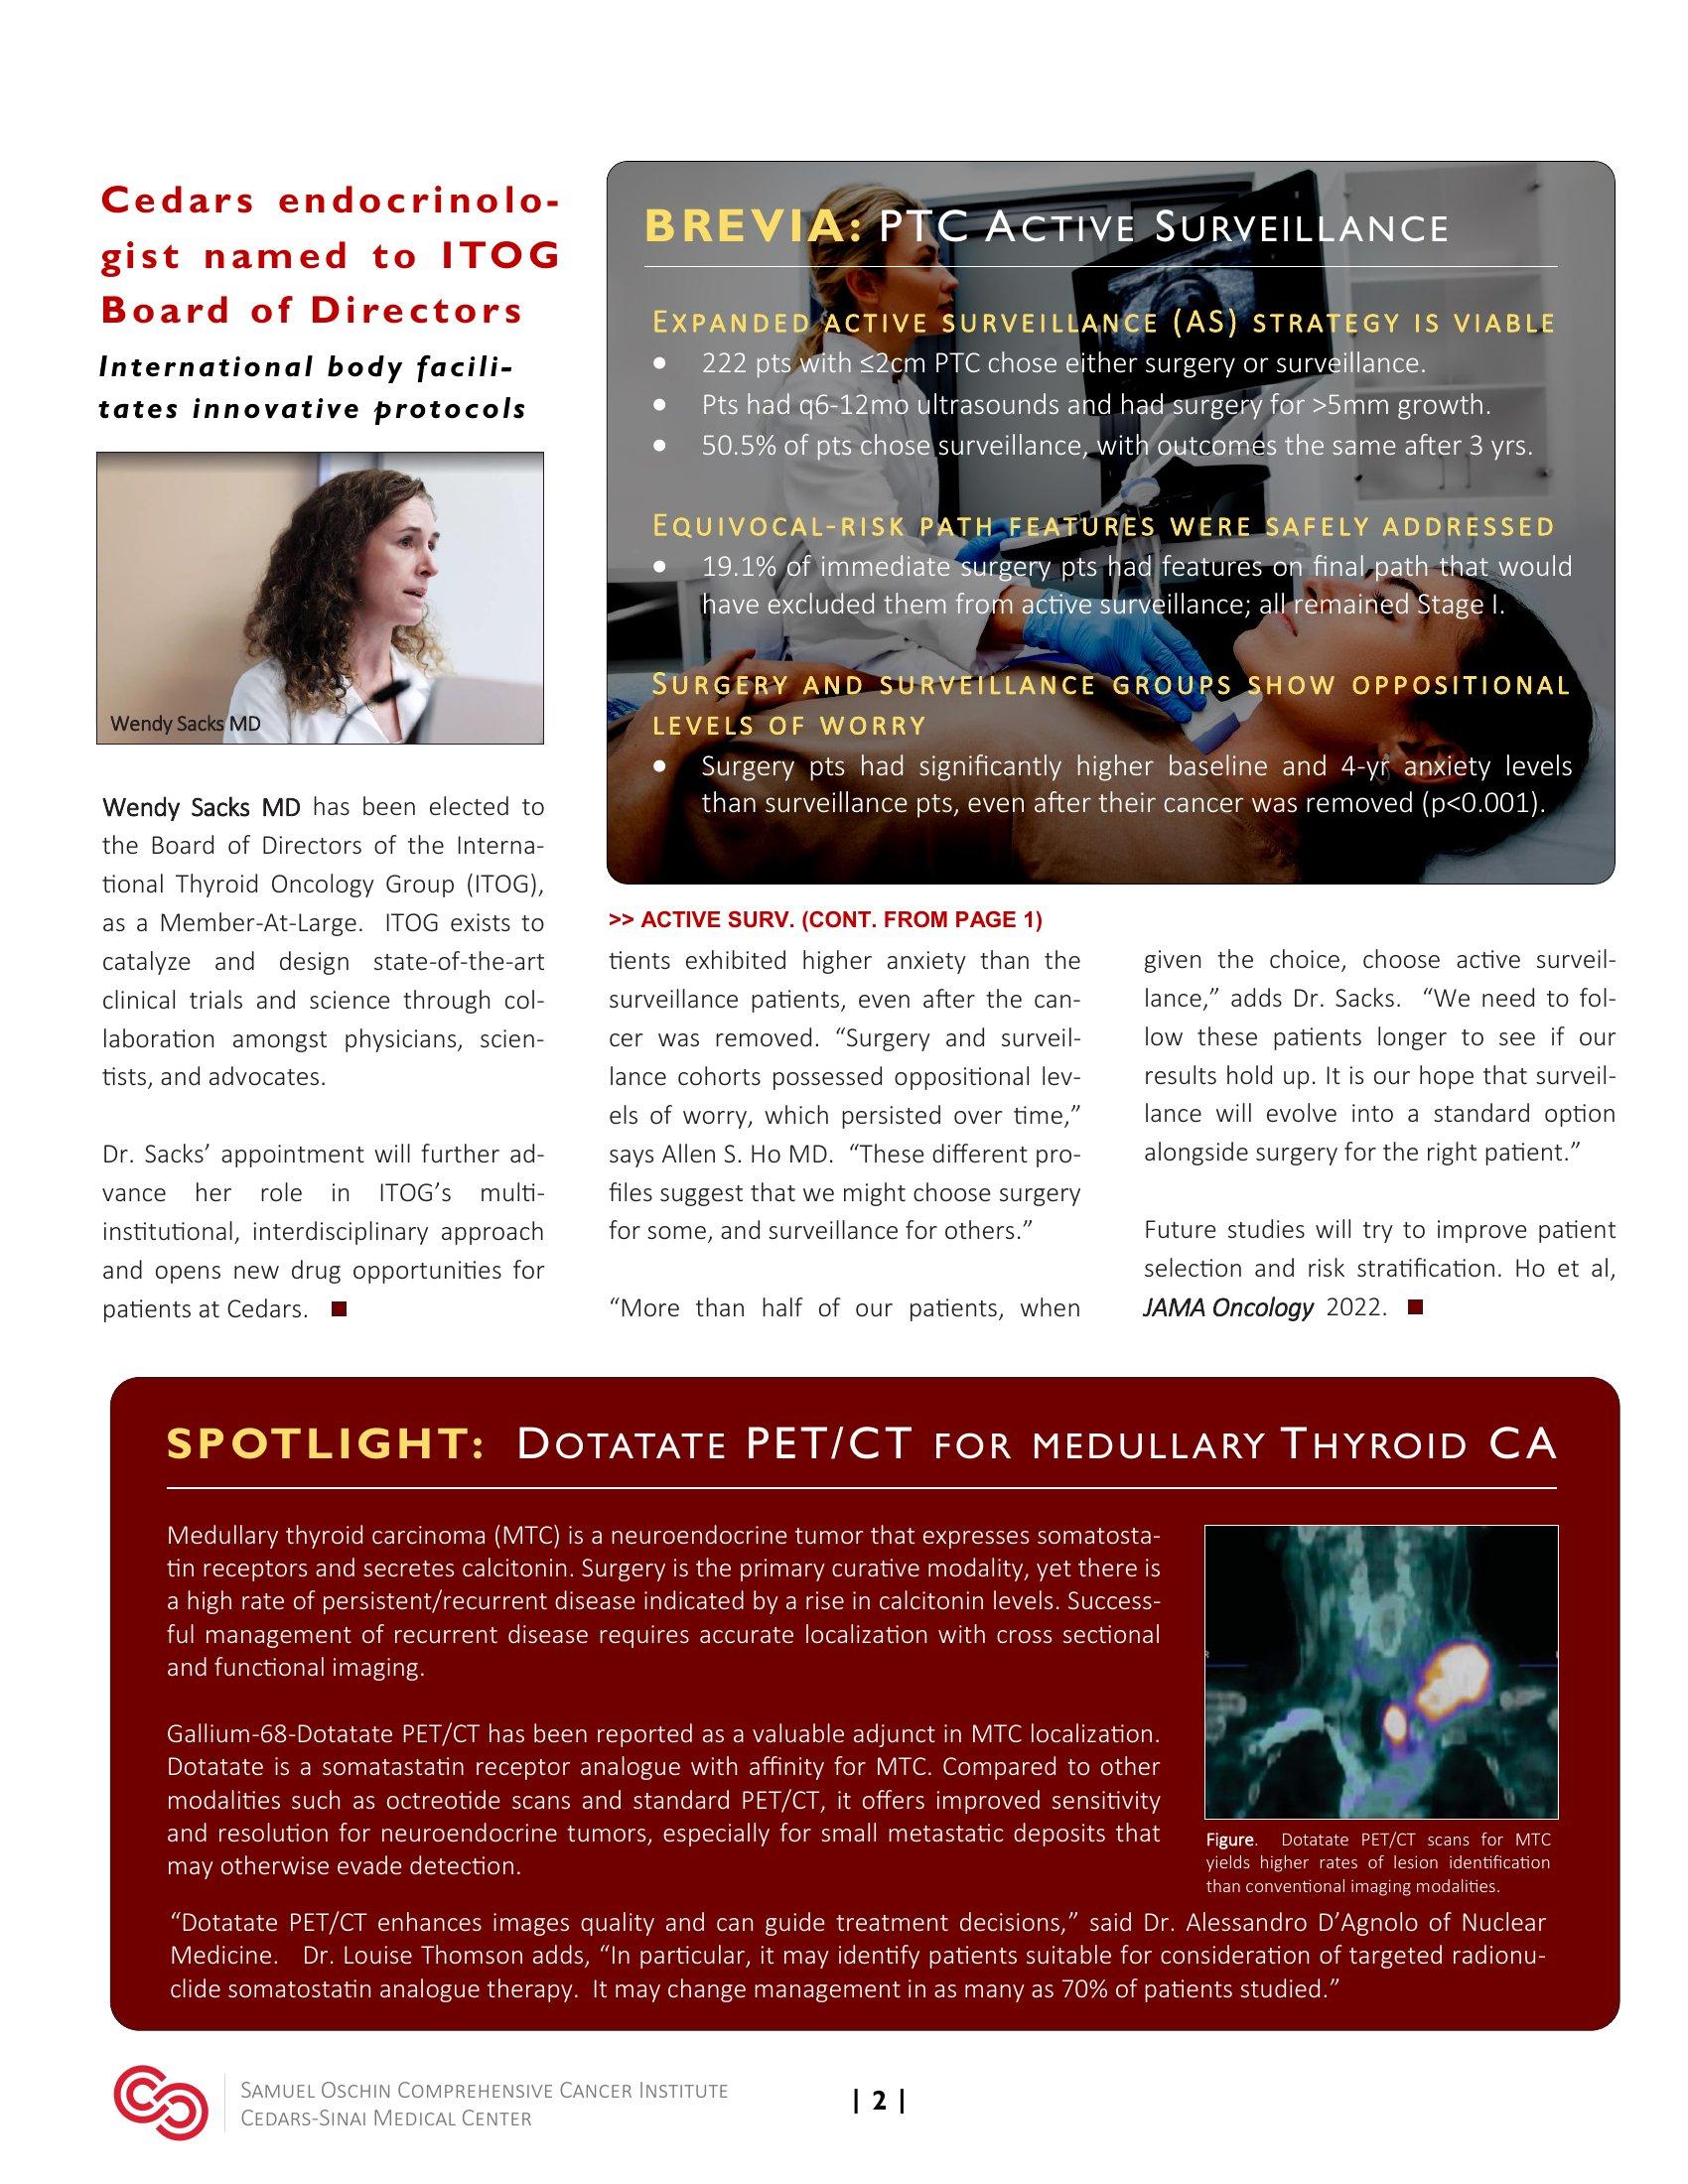 Cedars endocrinolo-
gist named to ITOG
Board of Directors
International body facili-
tates innovative protocols
Wendy Sacks MD
Wendy Sacks MD has been elected to
the Board of Directors of the Interna-
tional Thyroid Oncology Group (ITOG),
as a Member-At-Large. ITOG exists to
catalyze and design state-of-the-art
clinical trials and science through col-
laboration amongst physicians, scien-
tists, and advocates.
Dr. Sacks’ appointment will further ad-
vance her role in ITOG’s multi-
institutional, interdisciplinary approach
and opens new drug opportunities for
patients at Cedars.
BREVIA: PTC ACTIVE SURVEILLANCE
EXPANDED ACTIVE SURVEILLANCE (AS) STRATEGY IS VIABLE
• 222 pts with ≤2cm PTC chose either surgery or surveillance.
• Pts had q6-12mo ultrasounds and had surgery for >5mm growth.
• 50.5% of pts chose surveillance, with outcomes the same after 3 yrs.
EQUIVOCAL-RISK PATH FEATURES WERE SAFELY ADDRESSED
• 19.1% of immediate surgery pts had features on final path that would
have excluded them from active surveillance; all remained Stage I.
SURGERY AND SURVEILLANCE GROUPS SHOW OPPOSITIONAL
LEVELS OF WORRY
• Surgery pts had significantly higher baseline and 4-yr anxiety levels
than surveillance pts, even after their cancer was removed (p<0.001).
>> ACTIVE SURV. (CONT. FROM PAGE 1)
tients exhibited higher anxiety than the
surveillance patients, even after the can-
cer was removed. “Surgery and surveil-
lance cohorts possessed oppositional lev-
els of worry, which persisted over time,”
says Allen S. Ho MD. “These different pro-
files suggest that we might choose surgery
for some, and surveillance for others.”
“More than half of our patients, when
given the choice, choose active surveil-
lance,” adds Dr. Sacks. “We need to fol-
low these patients longer to see if our
results hold up. It is our hope that surveil-
lance will evolve into a standard option
alongside surgery for the right patient.”
Future studies will try to improve patient
selection and risk stratification. Ho et al,
JAMA Oncology 2022.
SPOTLIGHT: DOTATATE PET/CT FOR MEDULLARY THYROID CA
Medullary thyroid carcinoma (MTC) is a neuroendocrine tumor that expresses somatosta-
tin receptors and secretes calcitonin. Surgery is the primary curative modality, yet there is
a high rate of persistent/recurrent disease indicated by a rise in calcitonin levels. Success-
ful management of recurrent disease requires accurate localization with cross sectional
and functional imaging.
Gallium-68-Dotatate PET/CT has been reported as a valuable adjunct in MTC localization.
Dotatate is a somatastatin receptor analogue with affinity for MTC. Compared to other
modalities such as octreotide scans and standard PET/CT, it offers improved sensitivity
and resolution for neuroendocrine tumors, especially for small metastatic deposits that
may otherwise evade detection.
Figure. Dotatate PET/CT scans for MTC
yields higher rates of lesion identification
than conventional imaging modalities.
“Dotatate PET/CT enhances images quality and can guide treatment decisions,” said Dr. Alessandro D’Agnolo of Nuclear
Medicine. Dr. Louise Thomson adds, “In particular, it may identify patients suitable for consideration of targeted radionu-
clide somatostatin analogue therapy. It may change management in as many as 70% of patients studied.”
SAMUEL OSCHIN COMPREHENSIVE CANCER INSTITUTE
CEDARS-SINAI MEDICAL CENTER
| 2 |